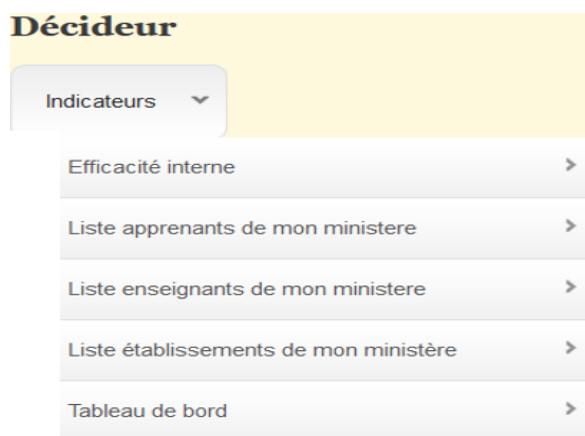 Décideur
Indicateurs
Efficacité interne
Liste apprenants de mon ministere
Liste enseignants de mon ministere
Liste établissements de mon ministère
Tableau de bord